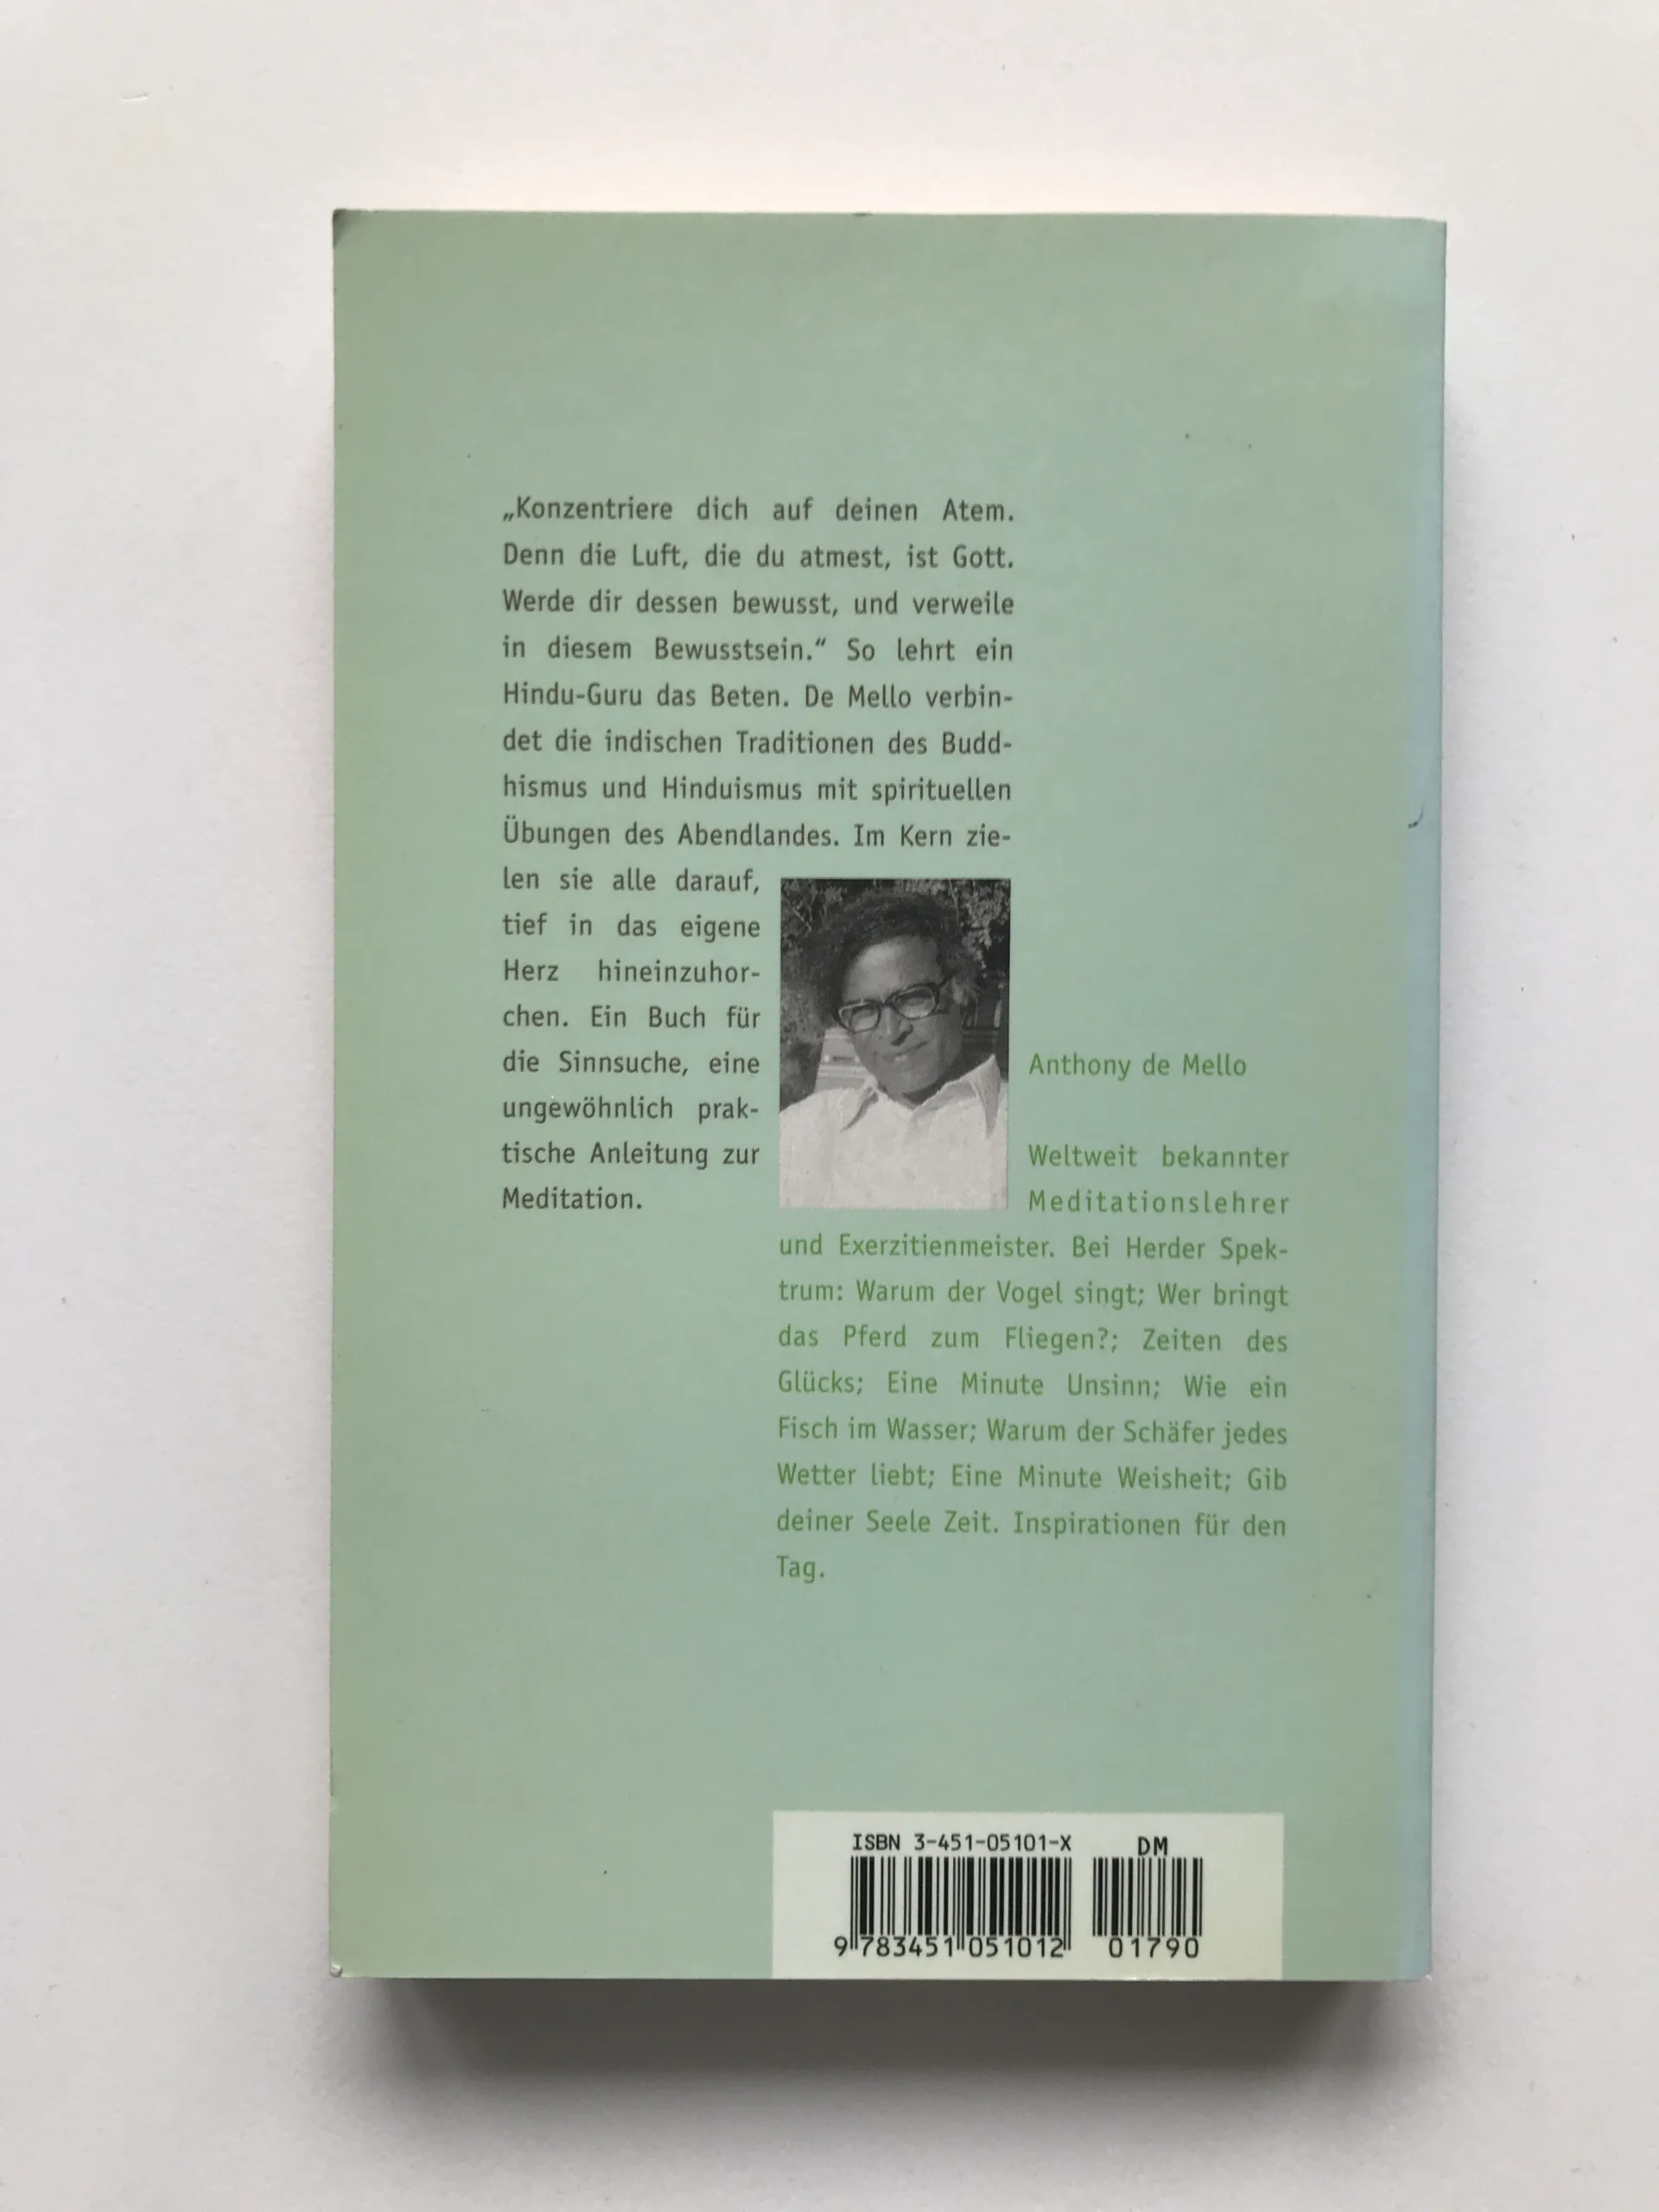 „Konzentriere dich auf deinen Atem.
Denn die Luft, die du atmest, ist Gott.
Werde dir dessen bewusst, und verweile
in diesem Bewusstsein.“ So lehrt ein
Hindu-Guru das Beten. De Mello verbin-
det die indischen Traditionen des Budd-
hismus und Hinduismus mit spirituellen
Übungen des Abendlandes. Im Kern zie-
len sie alle darauf,
tief in das eigene
Herz hineinzuhor-
chen. Ein Buch für
die Sinnsuche, eine
ungewöhnlich prak-
tische Anleitung zur
Meditation.
Anthony de Mello
Weltweit bekannter
Meditationslehrer
und Exerzitienmeister. Bei Herder Spek-
trum: Warum der Vogel singt; Wer bringt
das Pferd zum Fliegen?; Zeiten des
Glücks; Eine Minute Unsinn; Wie ein
Fisch im Wasser; Warum der Schäfer jedes
Wetter liebt; Eine Minute Weisheit; Gib
deiner Seele Zeit. Inspirationen für den
Tag.
ISBN 3-451-05101-X DM
9 783451 051012 01790